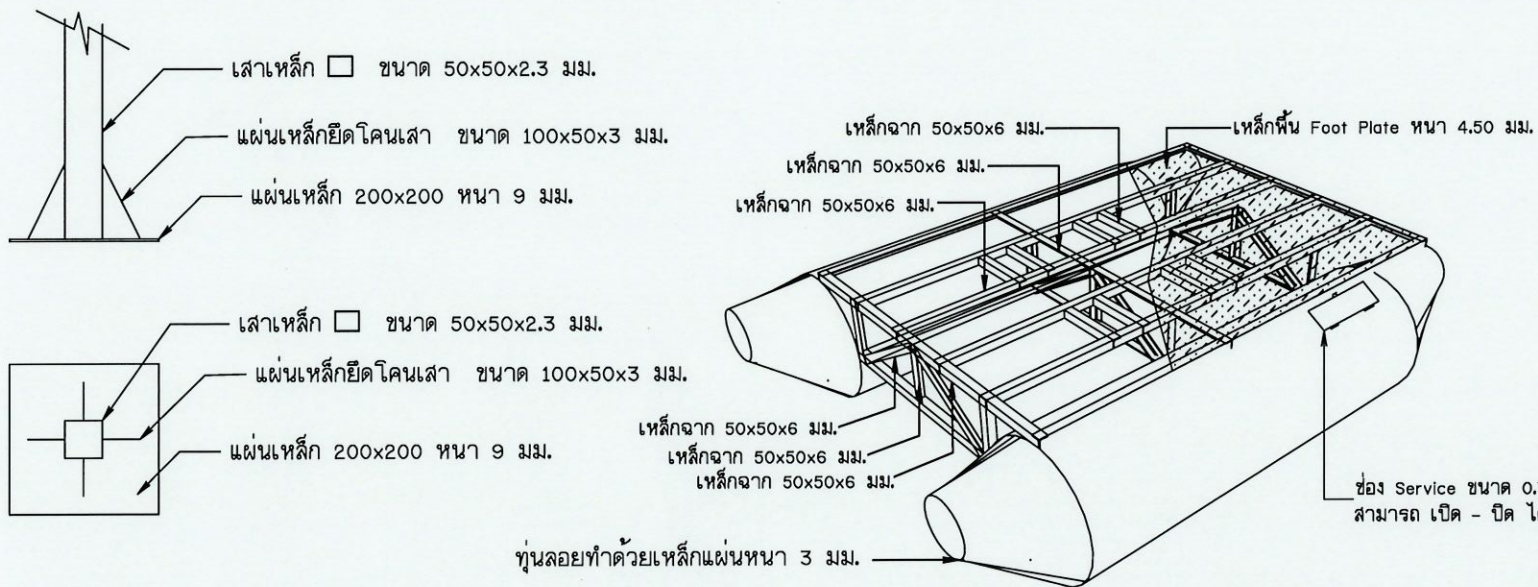 เสาเหล็ก ขนาด 50x50x2.3 มม.
แผ่นเหล็กยึดโคนเสา ขนาด 100x50x3 มม.
แผ่นเหล็ก 200x200 หนา 9 มม.
เสาเหล็ก ขนาด 50x50x2.3 มม.
แผ่นเหล็กยึดโคนเสา ขนาด 100x50x3 มม.
แผ่นเหล็ก 200x200 หนา 9 มม.
เหล็กฉาก 50x50x6 มม.
เหล็กพื้น Foot Plate หนา 4.50 มม.
เหล็กฉาก 50x50x6 มม.
เหล็กฉาก 50x50x6 มม.
เหล็กฉาก 50x50x6 มม.
เหล็กฉาก 50x50x6 มม.
เหล็กฉาก 50x50x6 มม.
ช่อง Service ขนาด
สามารถ เปิด - ปิด
ทุ่นลอยทำด้วยเหล็กแผ่นหนา 3 มม.